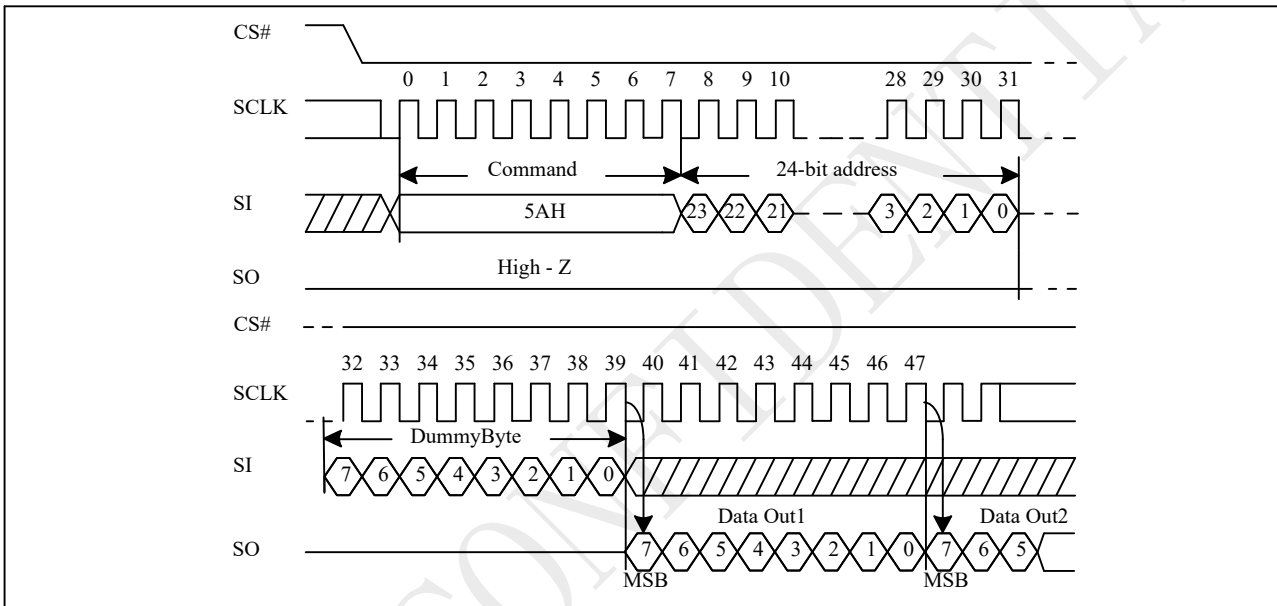 CS#
0 1 2 3 4 5 6 7 8 9 10 28 29 30 31
SCLK
Command 24-bit address
SI 5AH 23 22 21 3 2 1 0
High - Z
SO
CS#
32 33 34 35 36 37 38 39 40 41 42 43 44 45 46 47
SCLK
DummyByte
SI 7 6 5 4 3 2 1 0
Data Out1 Data Out2
SO 7 6 5 4 3 2 1 0 7 6 5
MSB MSB
CONFIDENTIA